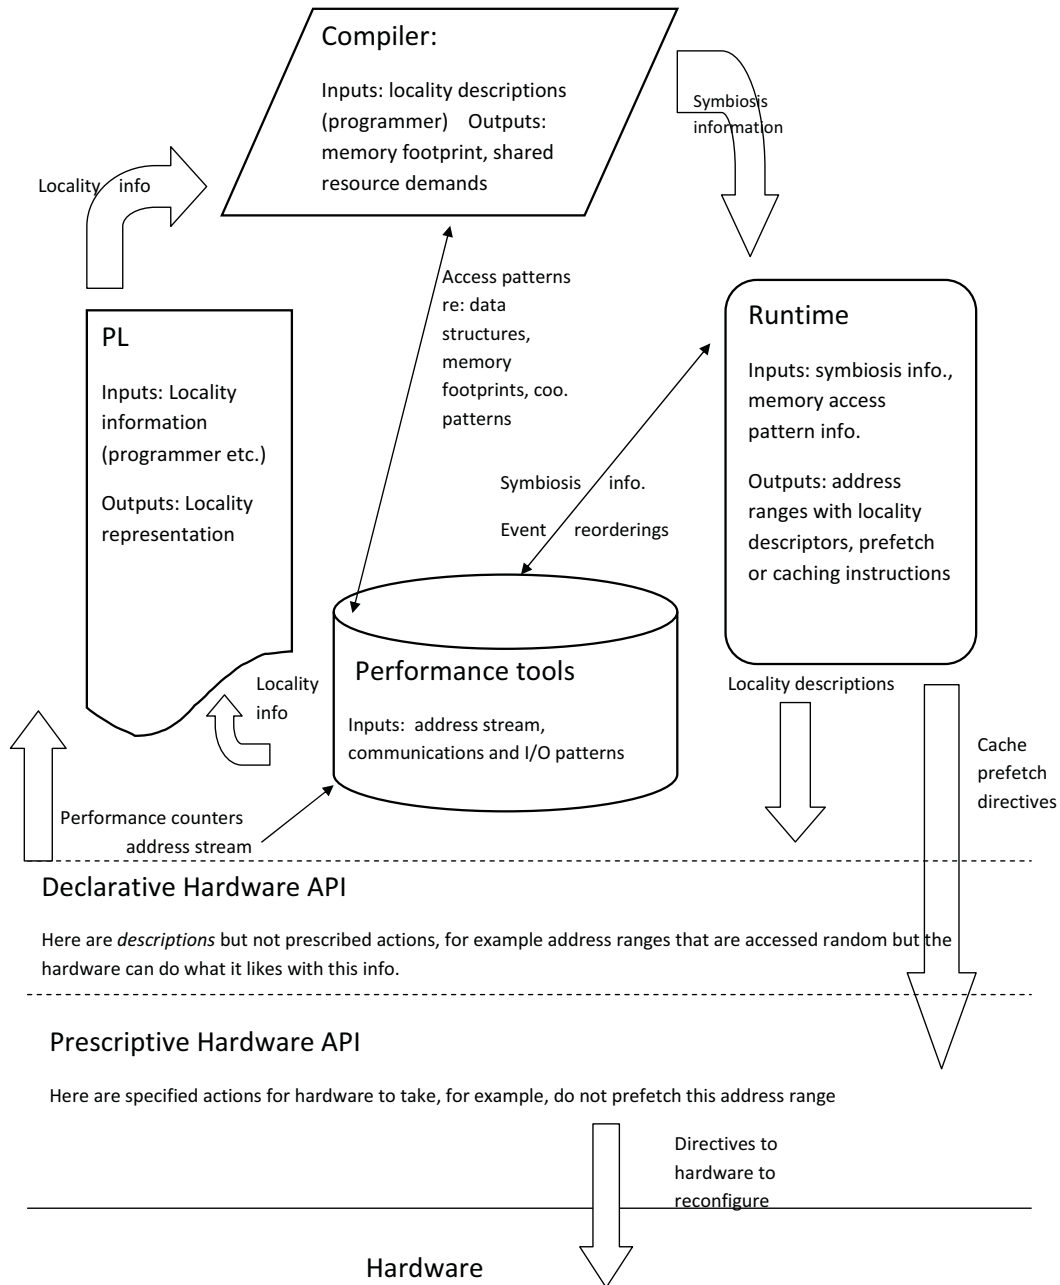 Compiler:
Inputs: locality descriptions
(programmer) Outputs:
memory footprint, shared
resource demands
Symbiosis
information
Locality info
Access patterns
re: data
structures,
memory
footprints, coo.
patterns
PL
Inputs: Locality
information
(programmer etc.)
Outputs: Locality
representation
Runtime
Inputs: symbiosis info.,
memory access
pattern info.
Outputs: address
ranges with locality
descriptors, prefetch
or caching instructions
Symbiosis info.
Event reorderings
Performance tools
Inputs: address stream,
communications and I/O patterns
Locality
info
Locality descriptions
Cache
prefetch
directives
Performance counters
address stream
Declarative Hardware API
Here are descriptions but not prescribed actions, for example address ranges that are accessed random but the
hardware can do what it likes with this info.
Prescriptive Hardware API
Here are specified actions for hardware to take, for example, do not prefetch this address range
Directives to
hardware to
reconfigure
Hardware